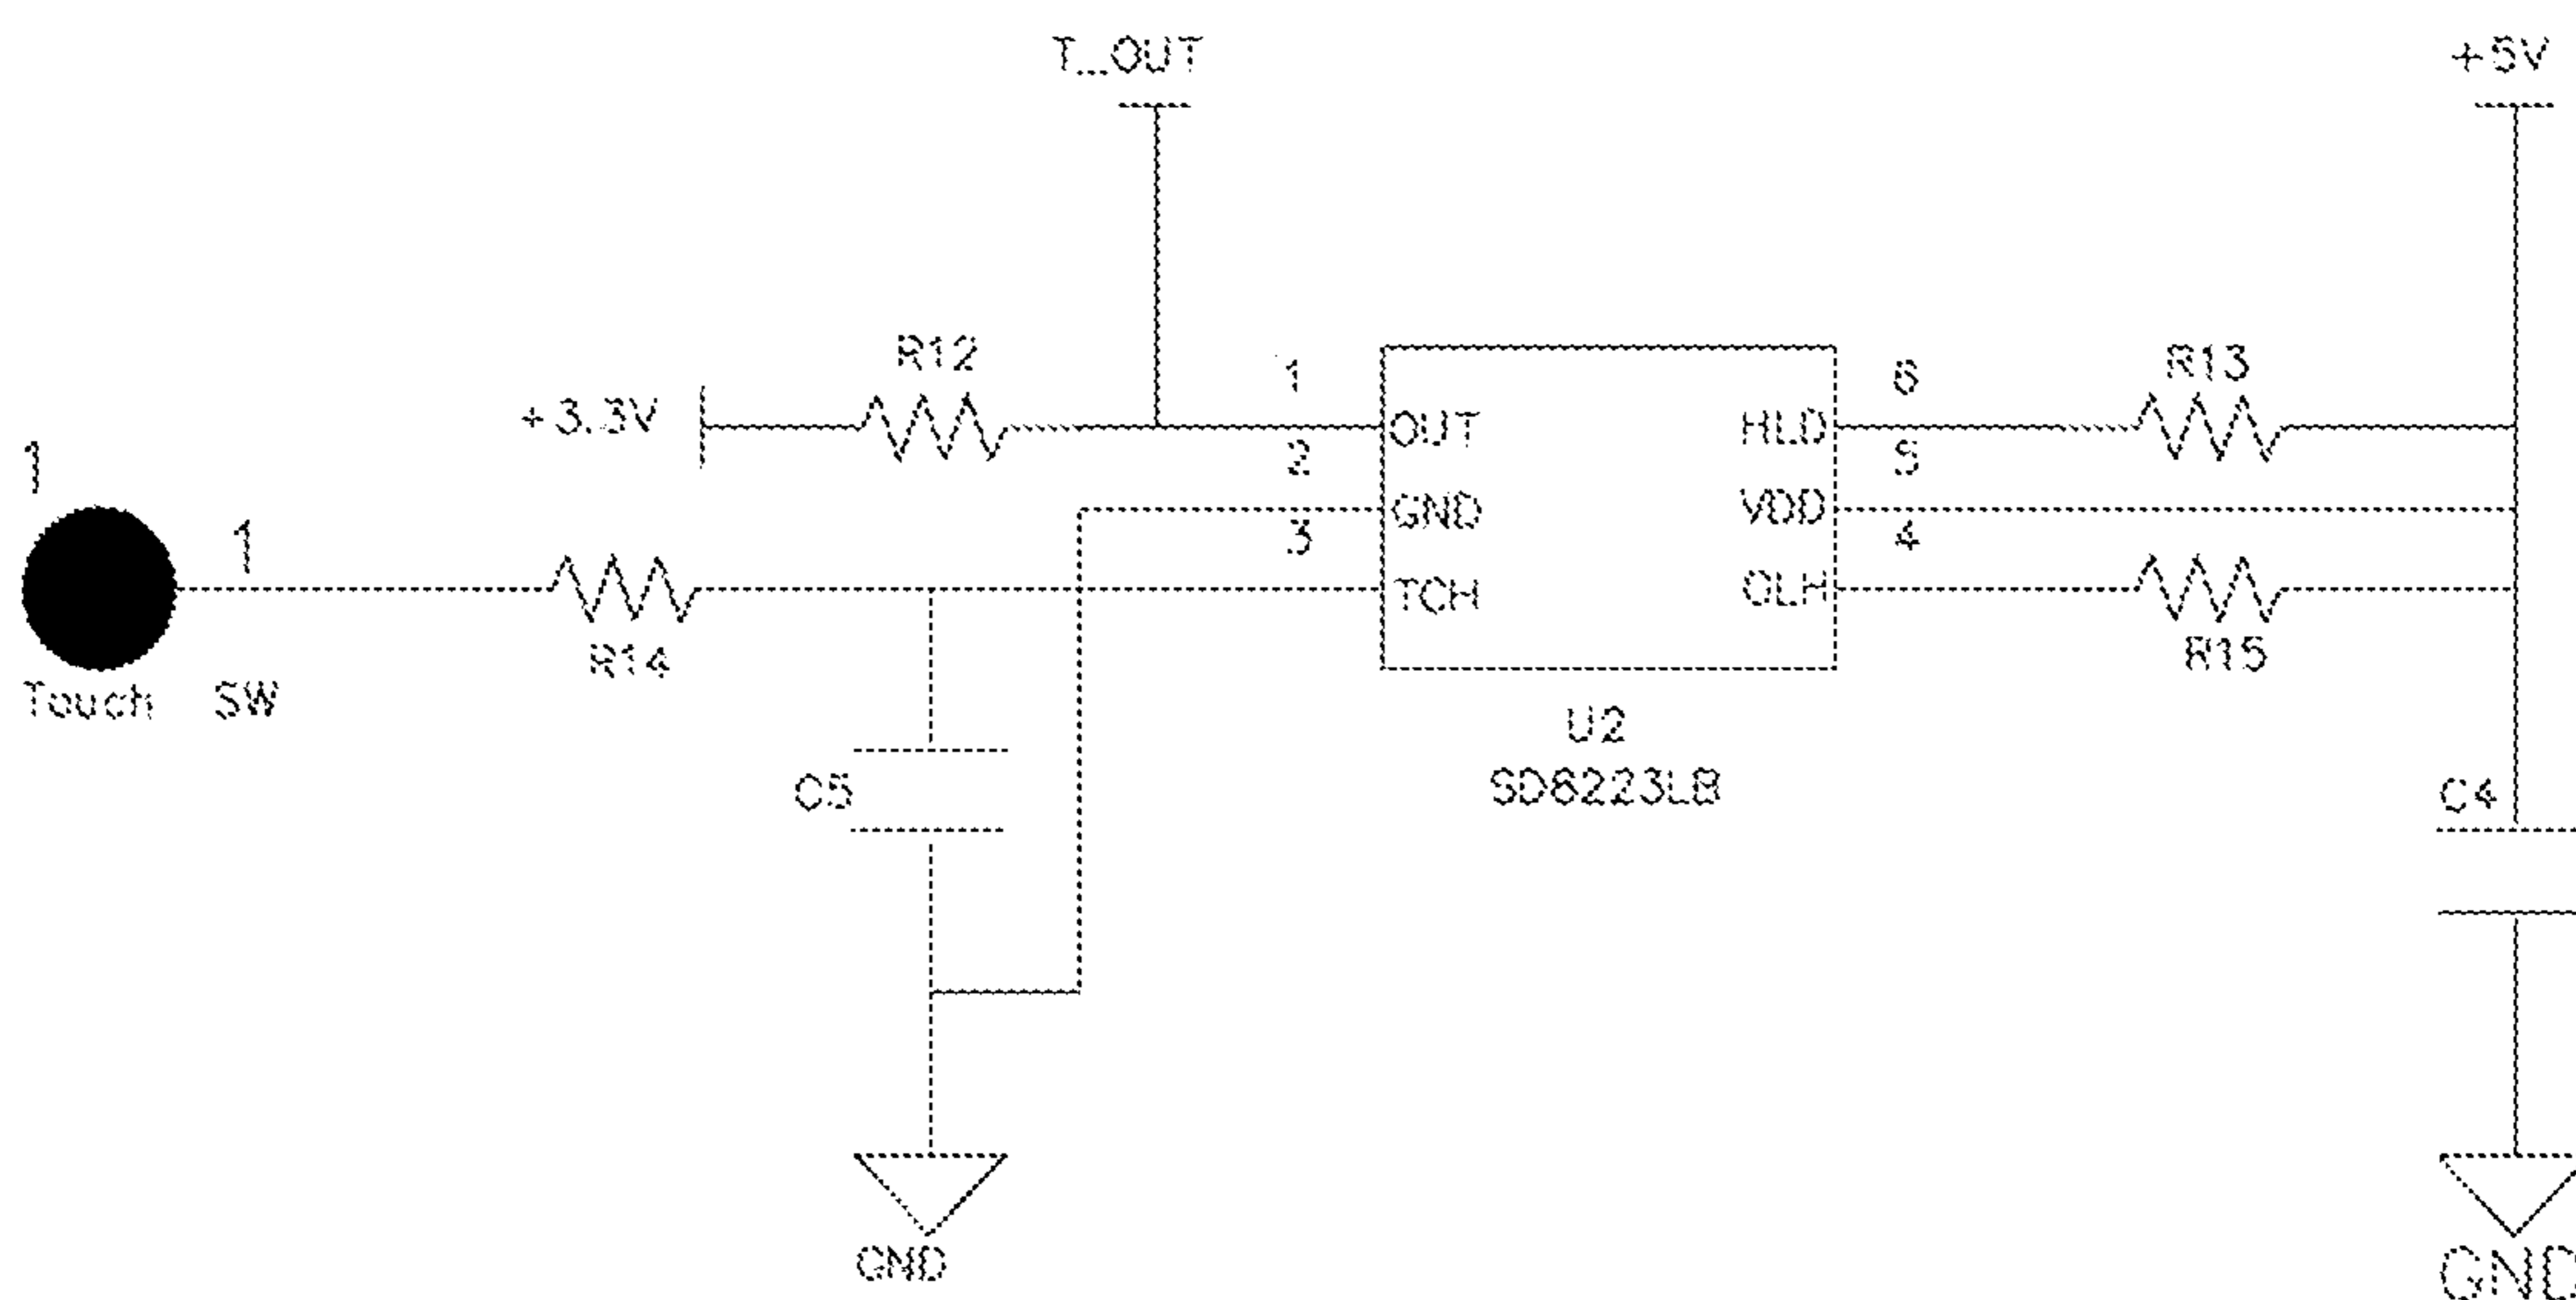 T_OUT
+5V
R12
1
6
R13
+3.3V
OUT
HLD
1
2
5
GND
VDD
1
3
4
TCH
OLH
R14
R15
Touch SW
U2
SD8223LB
C5
C4
GND
GND